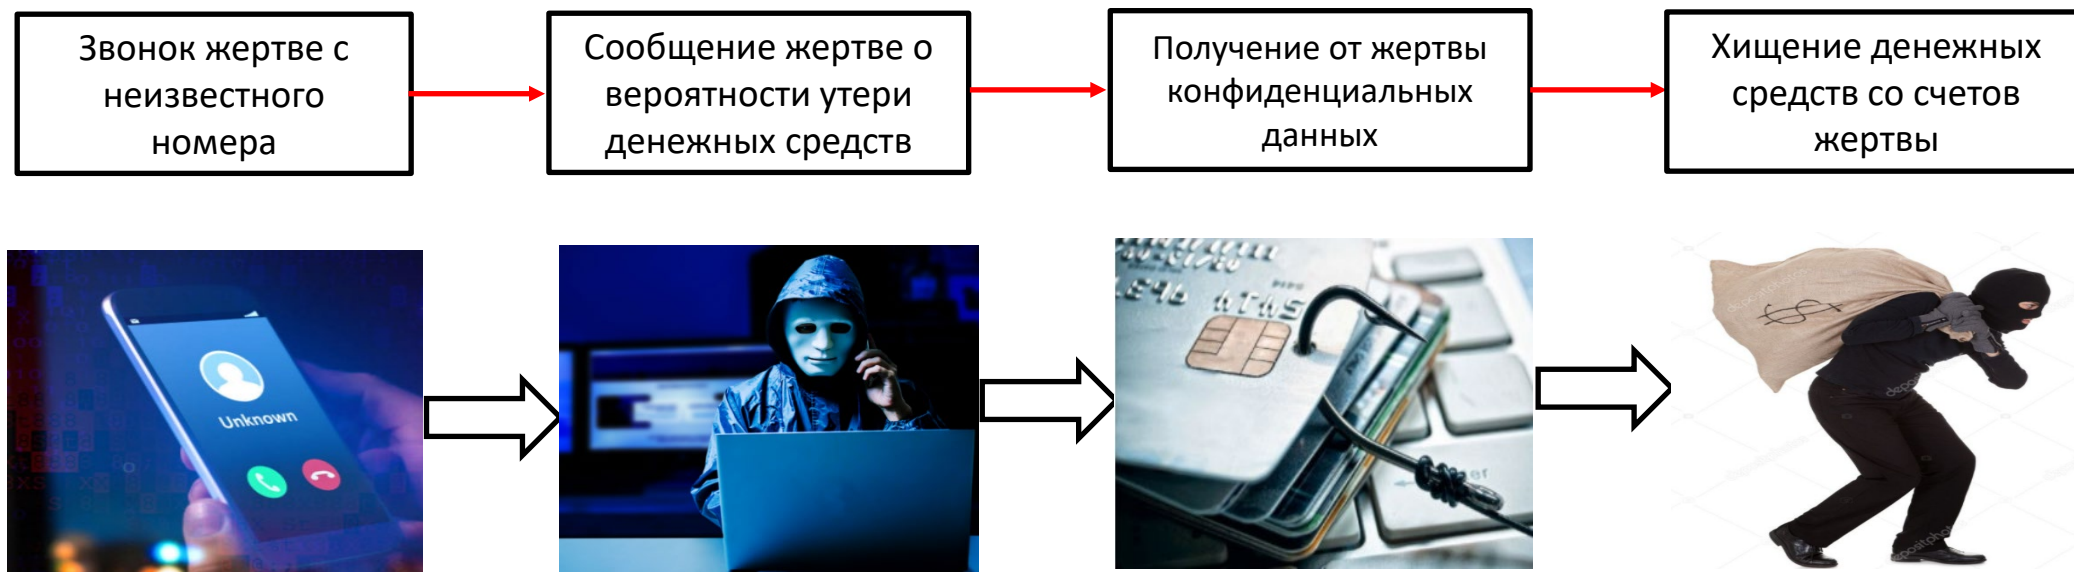 Звонок жертве с
неизвестного
номера
Сообщение жертве о
вероятности утери
денежных средств
Получение от жертвы
конфиденциальных
данных
Хищение денежных
средств со счетов
жертвы
Unknown
$
depositphotos